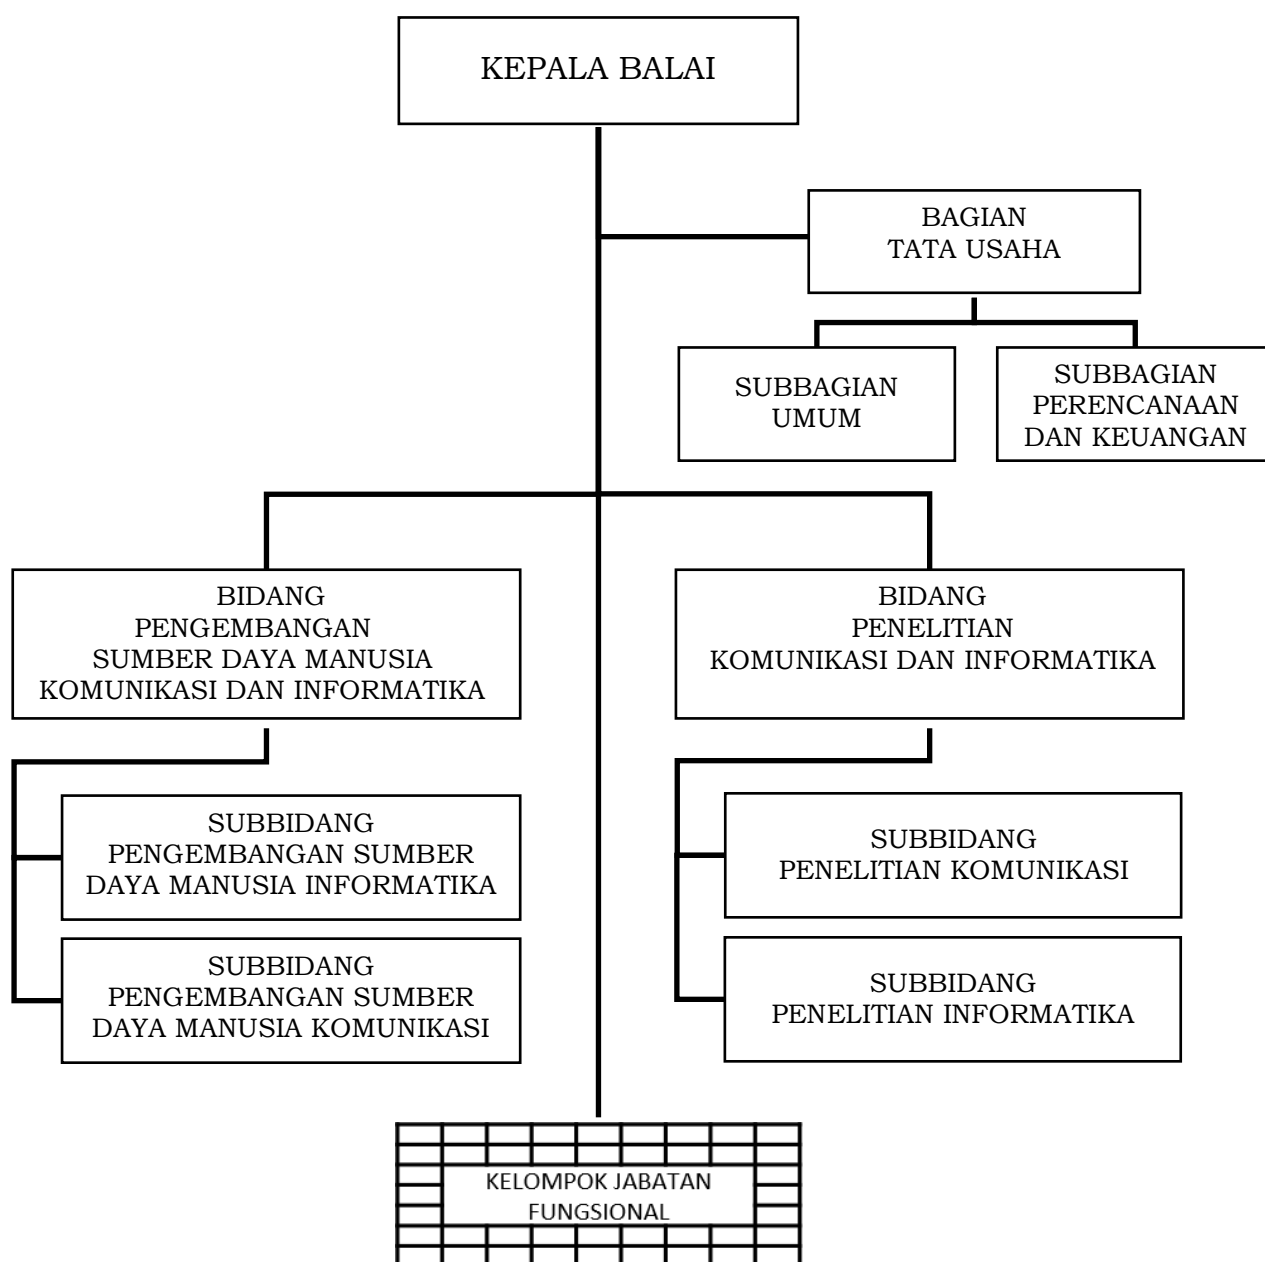 KEPALA BALAI
BAGIAN
TATA USAHA
SUBBAGIAN
UMUM
SUBBAGIAN
PERENCANAAN
DAN KEUANGAN
BIDANG
PENGEMBANGAN
SUMBER DAYA MANUSIA
KOMUNIKASI DAN INFORMATIKA
BIDANG
PENELITIAN
KOMUNIKASI DAN INFORMATIKA
SUBBIDANG
PENGEMBANGAN SUMBER
DAYA MANUSIA INFORMATIKA
SUBBIDANG
PENGEMBANGAN SUMBER
DAYA MANUSIA KOMUNIKASI
SUBBIDANG
PENELITIAN KOMUNIKASI
SUBBIDANG
PENELITIAN INFORMATIKA
KELOMPOK JABATAN
FUNGSIONAL